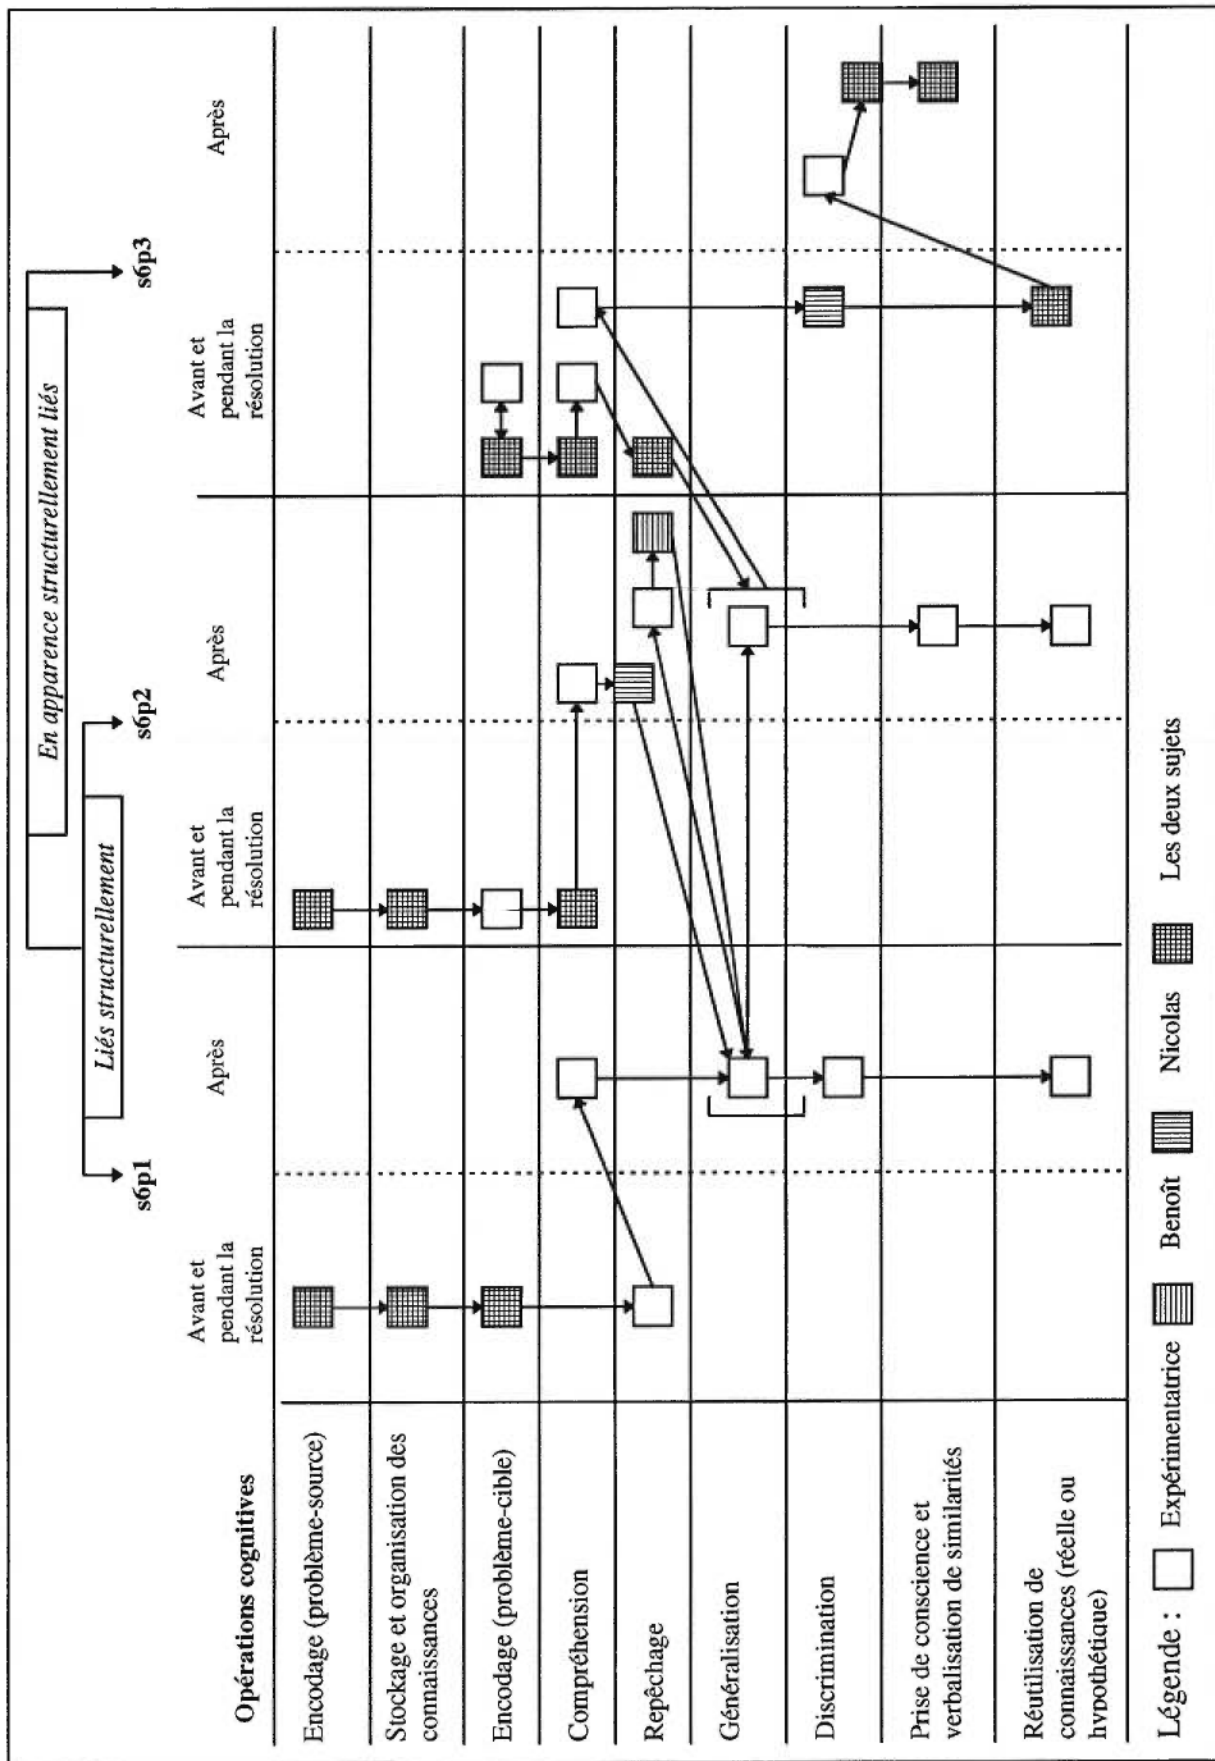 En apparence structurellement liés
Liés structurellement
s6p1
s6p2
s6p3
Opérations cognitives
Avant et
pendant la
résolution
Après
Avant et
pendant la
résolution
Après
Avant et
pendant la
résolution
Après
Encodage (problème-source)
Stockage et organisation des
connaissances
Encodage (problème-cible)
Compréhension
Repêchage
Généralisation
Discrimination
Prise de conscience et
verbalisation de similarités
Réutilisation de
connaissances (réelle ou
hypothétique)
Légende : Expérimentatrice Benoît Nicolas Les deux sujets